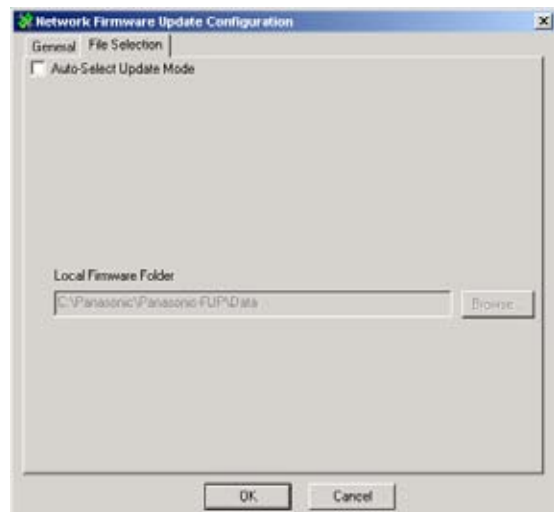 Network Firmware Update Configuration
General File Selection
Auto-Select Update Mode
Local Firmware Folder
C:\Panasonic\Panasonic-FUP\Data
Browse...
OK Cancel